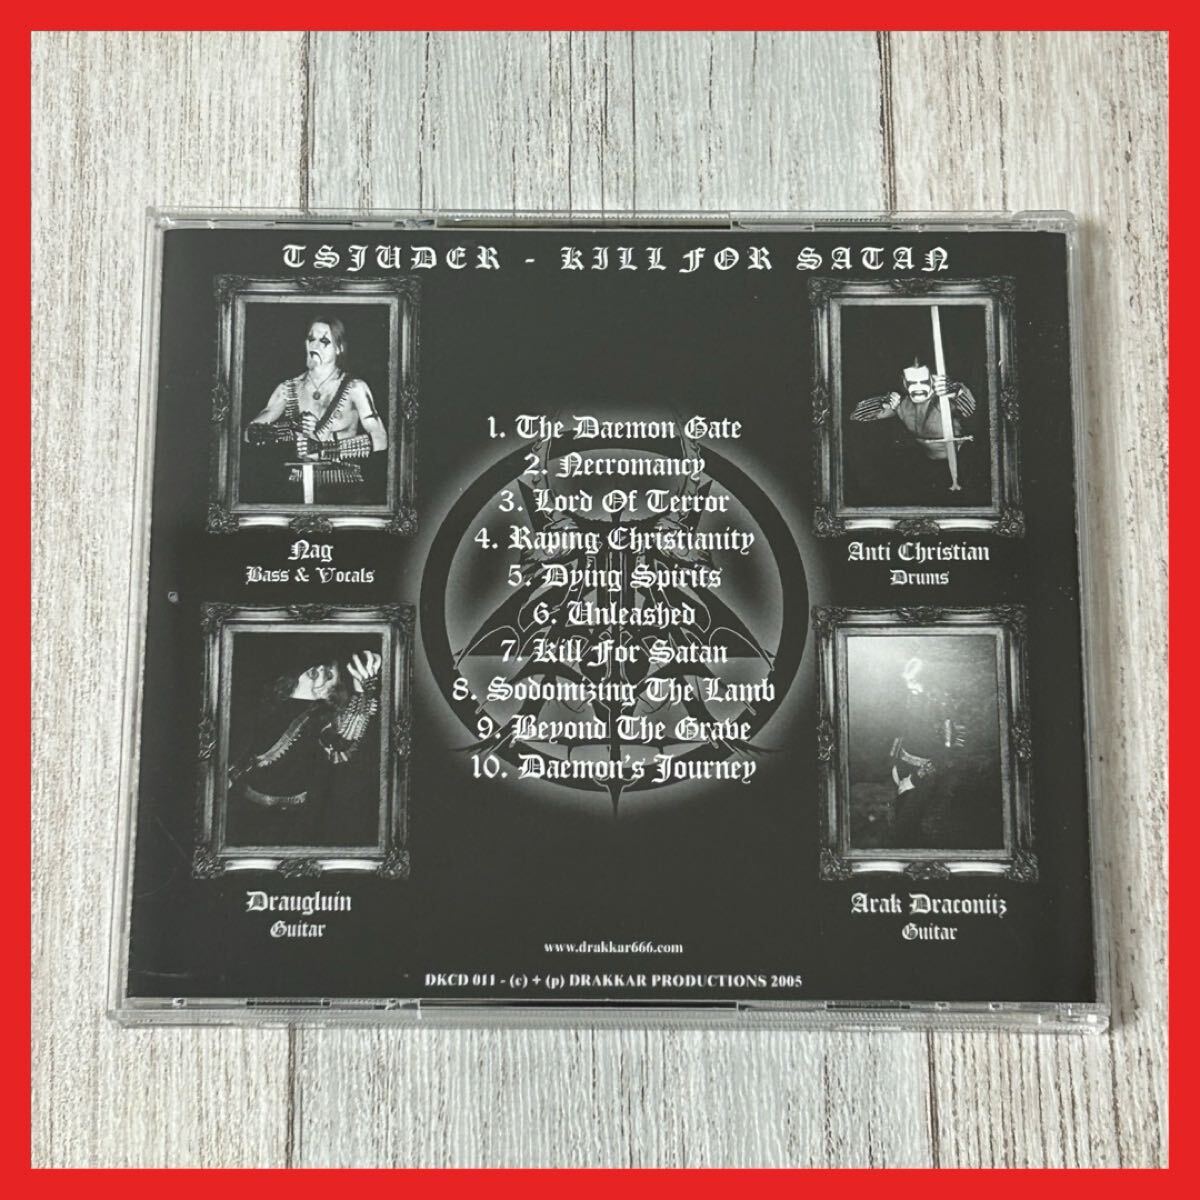 TSJUDER - KILL FOR SATAN
1. The Daemon Gate
2. Necromancy
3. Lord Of Terror
4. Raping Christianity
5. Dying Spirits
6. Unleashed
7. Kill For Satan
8. Sodomizing The Lamb
9. Beyond The Grave
10. Daemon's Journey
Nag
Bass & Vocals
Anti Christian
Drums
Draugluin
Guitar
Arak Draconiiz
Guitar
www.drakkar666.com
DKCD 011 - (c) + (p) DRAKKAR PRODUCTIONS 2005